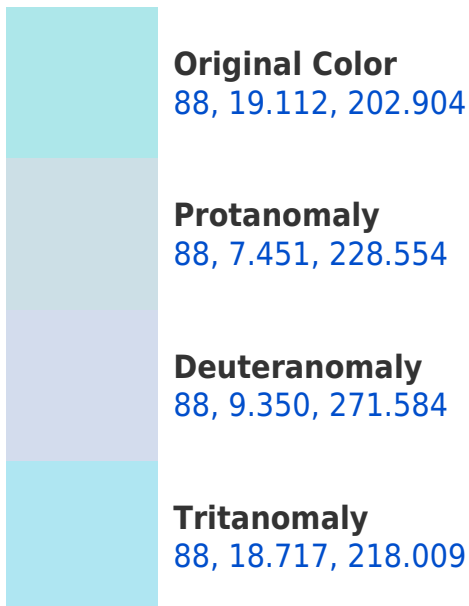 Original Color
88, 19.112, 202.904
Protanomaly
88, 7.451, 228.554
Deuteranomaly
88, 9.350, 271.584
Tritanomaly
88, 18.717, 218.009